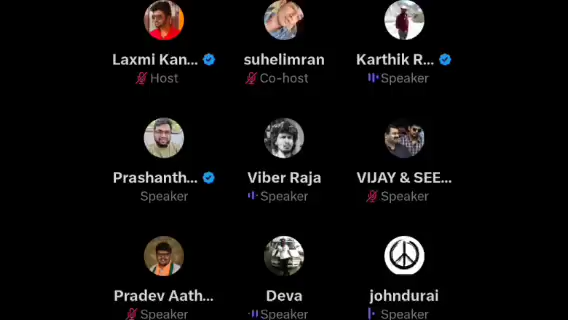 Laxmi Kan... suhelimran Karthik R...
Host Co-host Speaker
Prashanth... Viber Raja VIJAY & SEE...
Speaker Speaker Speaker
Pradev Aath... Deva johndurai
Speaker Speaker Speaker